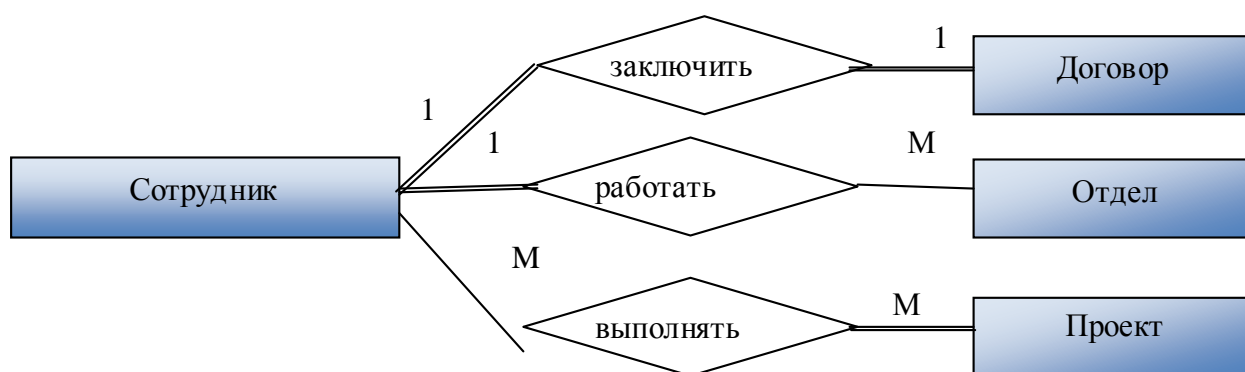 1
заключить
Договор
1
1
М
Сотрудник
работать
Отдел
М
М
выполнять
Проект